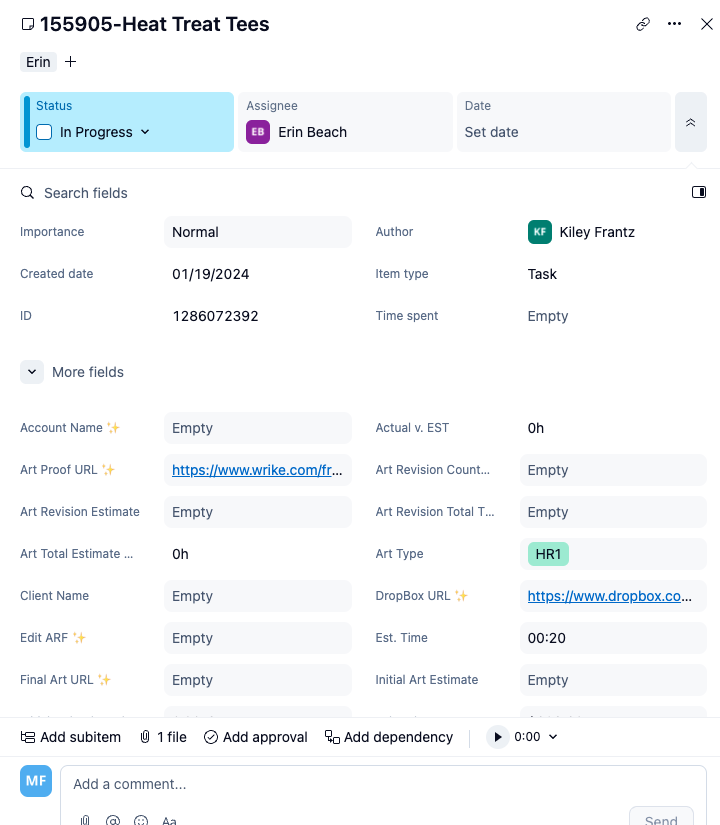 155905-Heat Treat Tees
Erin
Status
In Progress
Assignee
EB Erin Beach
Date
Set date
Search fields
Importance Normal Author KF Kiley Frantz
Created date 01/19/2024 Item type Task
ID 1286072392 Time spent Empty
More fields
Account Name ✨ Empty Actual v. EST 0h
Art Proof URL ✨ https://www.wrike.com/fr... Art Revision Count... Empty
Art Revision Estimate Empty Art Revision Total T... Empty
Art Total Estimate ... 0h Art Type HR1
Client Name Empty DropBox URL ✨ https://www.dropbox.co...
Edit ARF ✨ Empty Est. Time 00:20
Final Art URL ✨ Empty Initial Art Estimate Empty
Add subitem 1 file Add approval Add dependency 0:00
MF Add a comment...
Aa Send